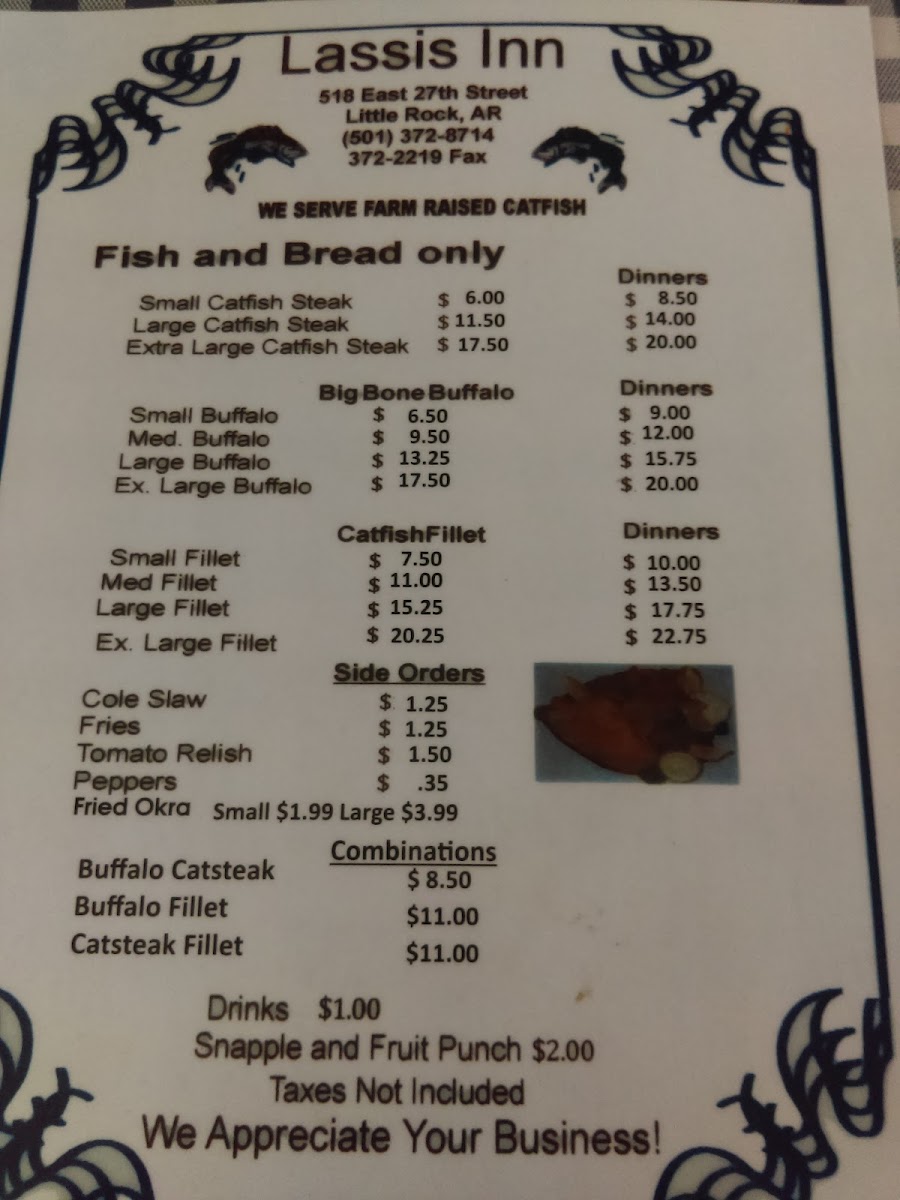 Lassis Inn
518 East 27th Street
Little Rock, AR
(501) 372-8714
372-2219 Fax
WE SERVE FARM RAISED CATFISH
Fish and Bread only
Dinners
Small Catfish Steak $ 6.00 $ 8.50
Large Catfish Steak $ 11.50 $ 14.00
Extra Large Catfish Steak $ 17.50 $ 20.00
Big Bone Buffalo Dinners
Small Buffalo $ 6.50 $ 9.00
Med. Buffalo $ 9.50 $ 12.00
Large Buffalo $ 13.25 $ 15.75
Ex. Large Buffalo $ 17.50 $ 20.00
Catfish Fillet Dinners
Small Fillet $ 7.50 $ 10.00
Med Fillet $ 11.00 $ 13.50
Large Fillet $ 15.25 $ 17.75
Ex. Large Fillet $ 20.25 $ 22.75
Side Orders
Cole Slaw $ 1.25
Fries $ 1.25
Tomato Relish $ 1.50
Peppers $ .35
Fried Okra Small $1.99 Large $3.99
Combinations
Buffalo Catsteak $ 8.50
Buffalo Fillet $11.00
Catsteak Fillet $11.00
Drinks $1.00
Snapple and Fruit Punch $2.00
Taxes Not Included
We Appreciate Your Business!